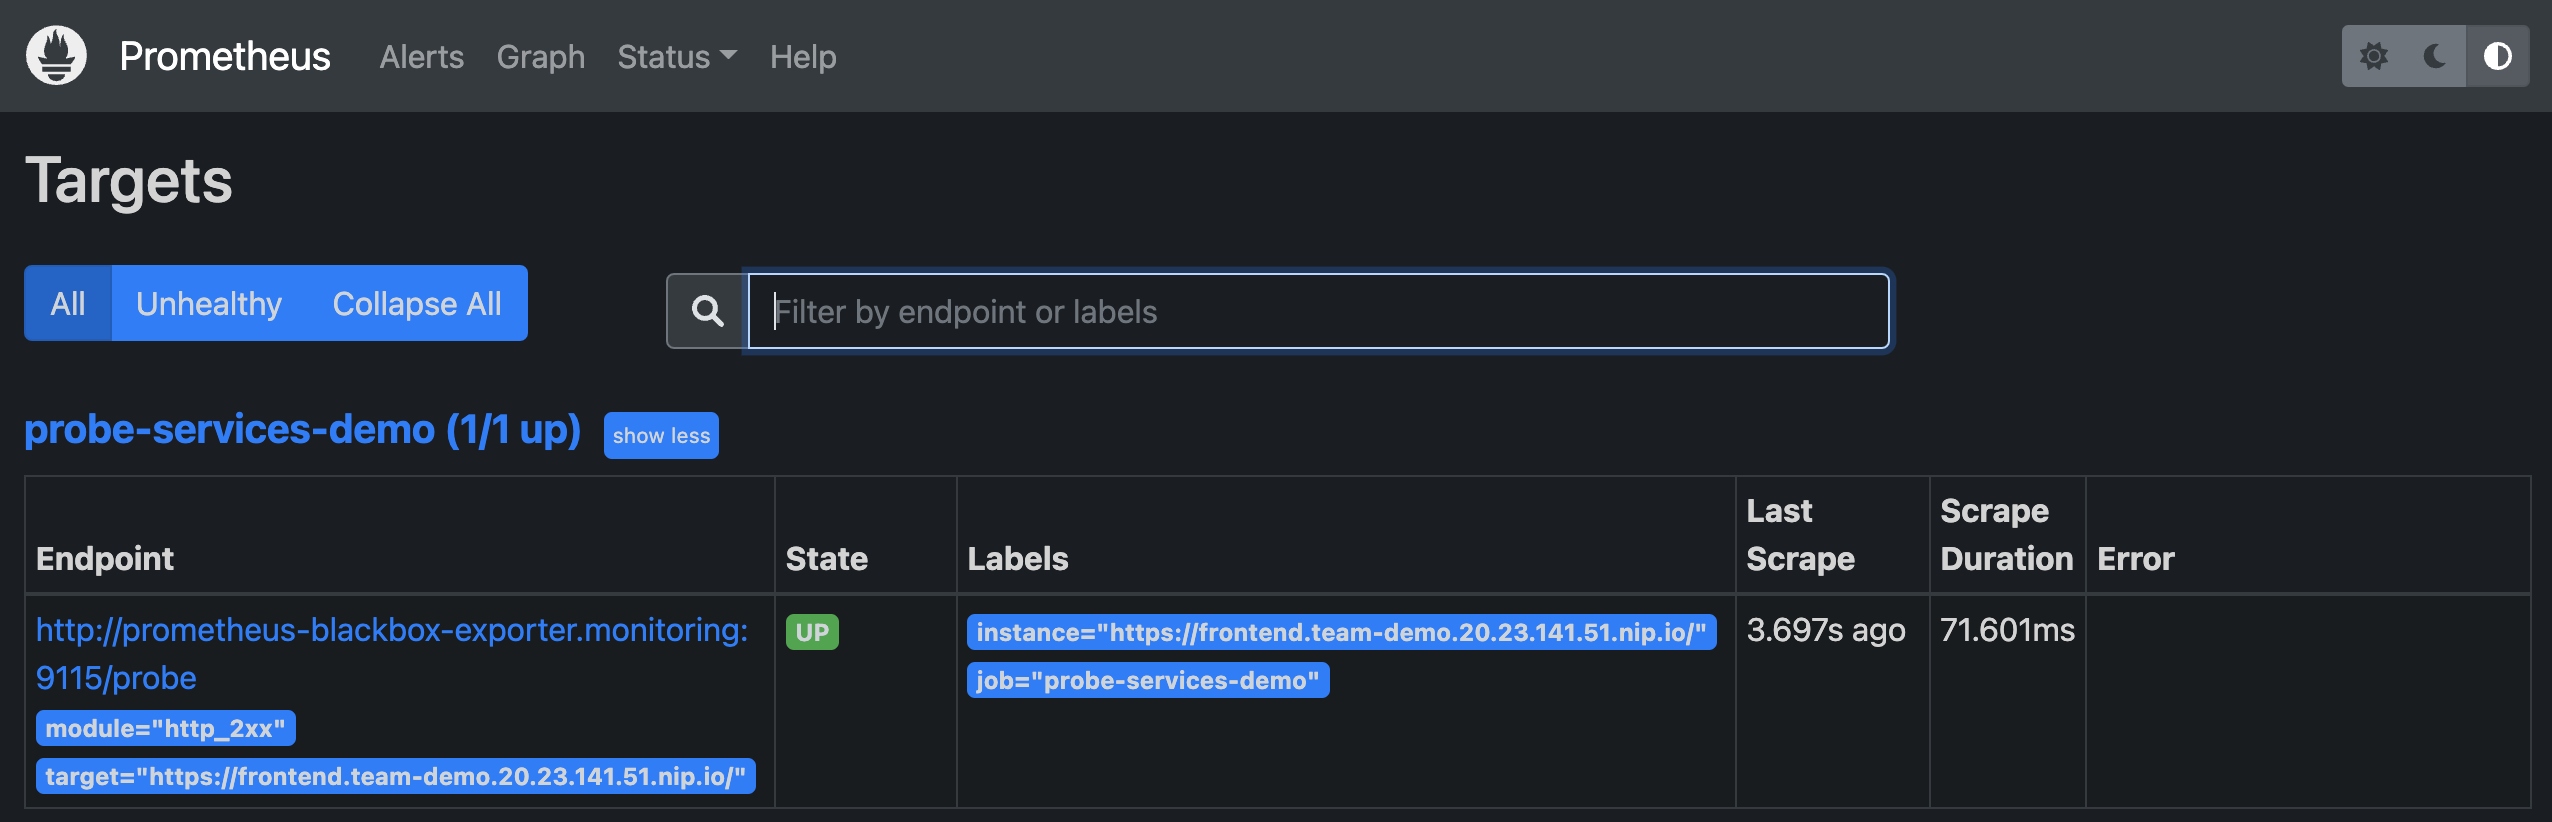 Prometheus Alerts Graph Status Help
Targets
All Unhealthy Collapse All
Filter by endpoint or labels
probe-services-demo (1/1 up) show less
Endpoint State Labels Last Scrape Scrape Duration Error
http://prometheus-blackbox-exporter.monitoring:
9115/probe
module="http_2xx"
target="https://frontend.team-demo.20.23.141.51.nip.io/"
UP
instance="https://frontend.team-demo.20.23.141.51.nip.io/"
job="probe-services-demo"
3.697s ago
71.601ms